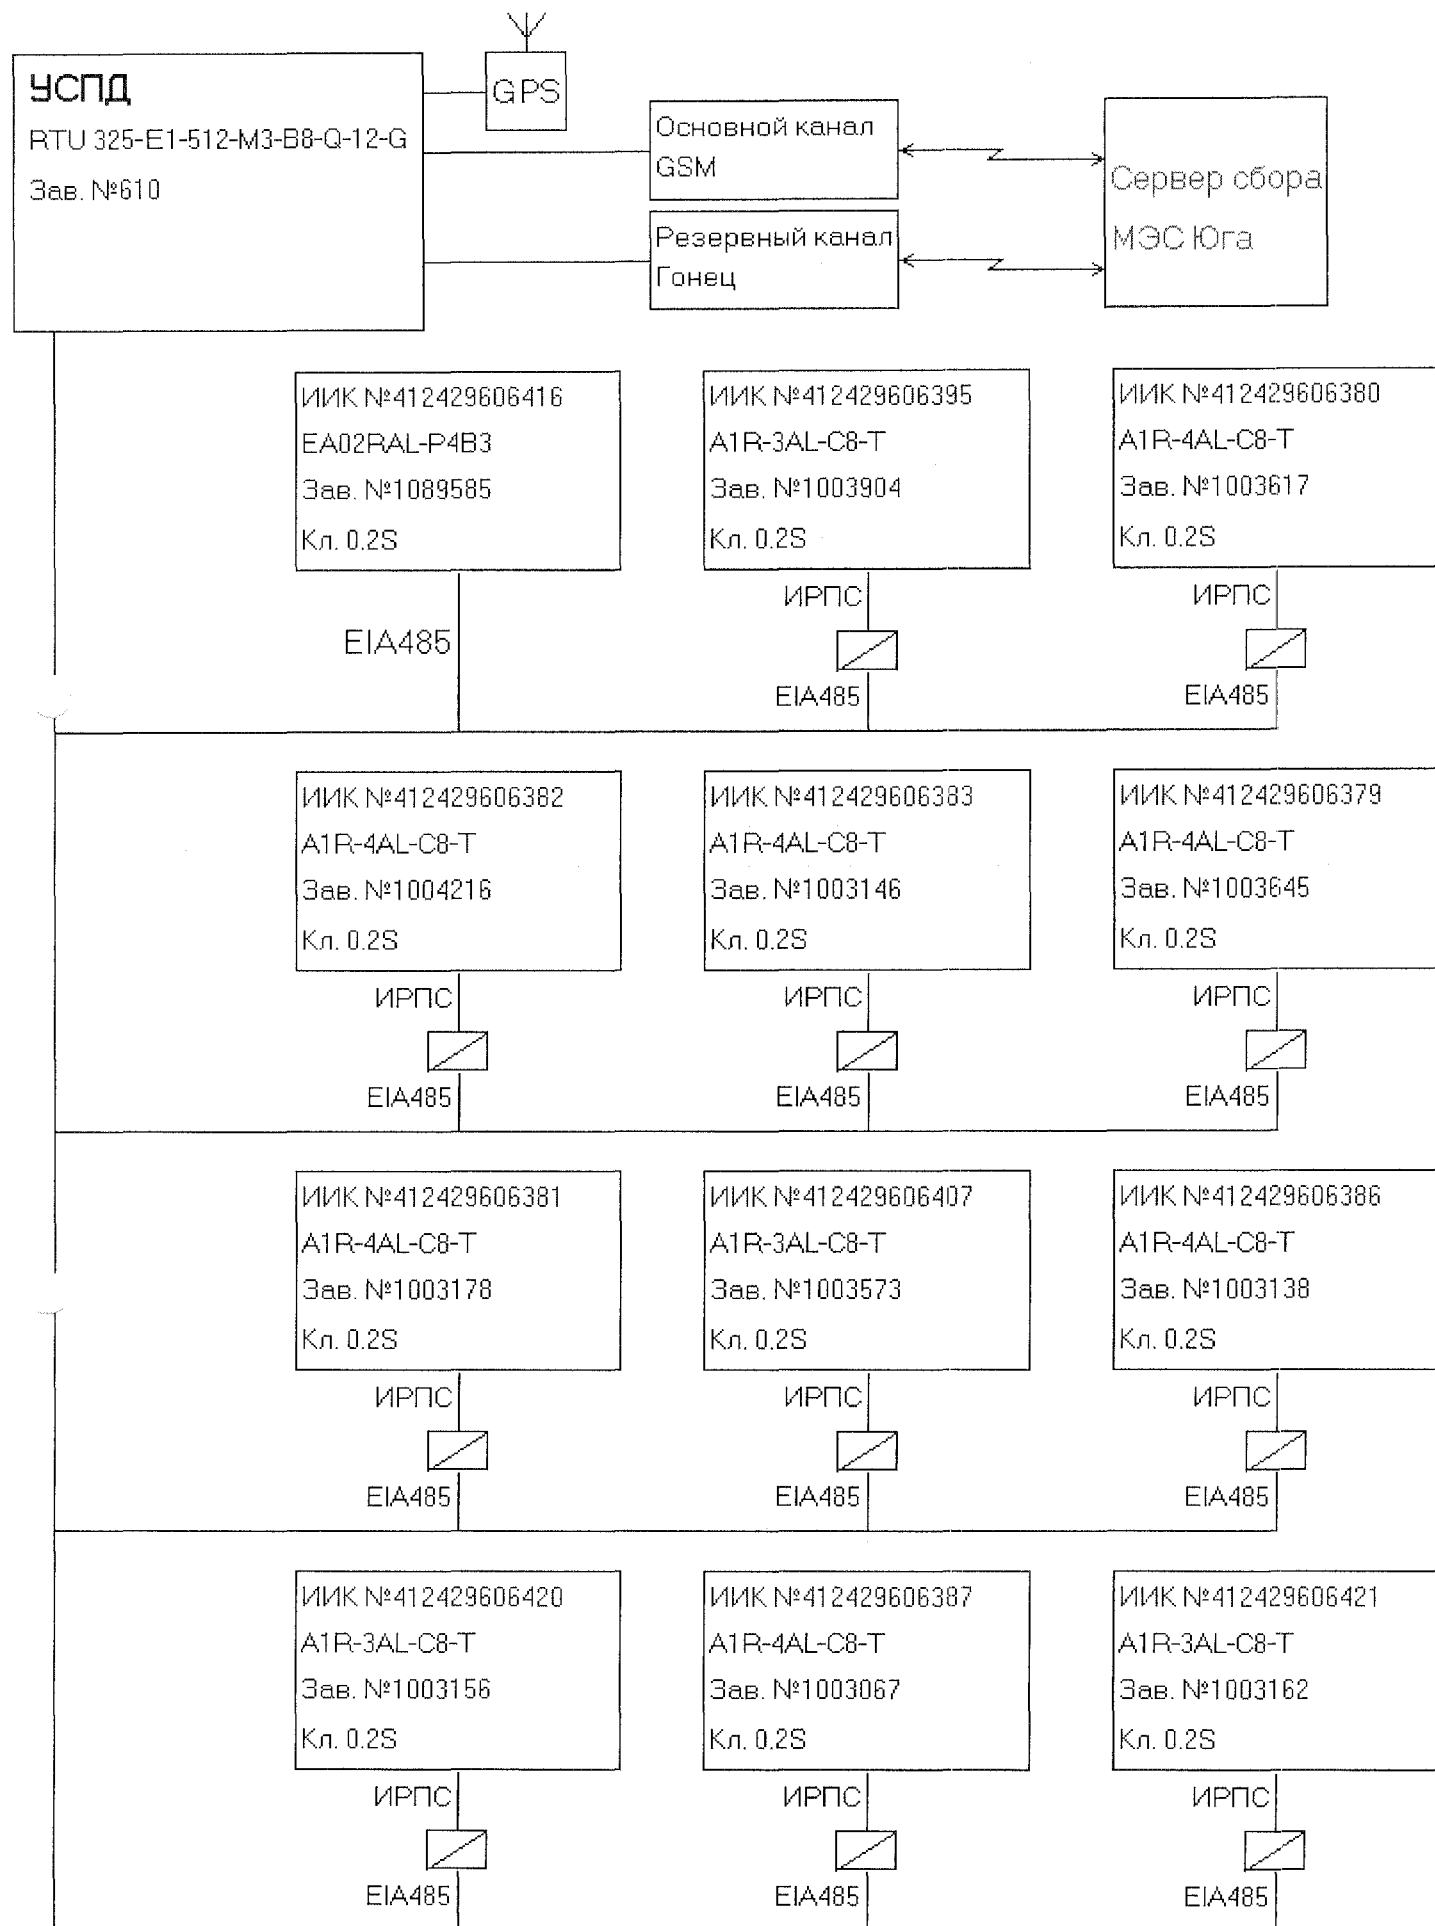 УСПД
RTU 325-E1-512-M3-B8-Q-12-G
Зав. №610
GPS
Основной канал
GSM
Резервный канал
Гонец
Сервер сбора
МЭС Юга
ИИК №412429606416
EA02RAL-P4B3
Зав. №1089585
Кл. 0.2S
EIA485
ИИК №412429606395
A1R-3AL-C8-T
Зав. №1003904
Кл. 0.2S
ИРПС
EIA485
ИИК №412429606380
A1R-4AL-C8-T
Зав. №1003617
Кл. 0.2S
ИРПС
EIA485
ИИК №412429606382
A1R-4AL-C8-T
Зав. №1004216
Кл. 0.2S
ИРПС
EIA485
ИИК №412429606383
A1R-4AL-C8-T
Зав. №1003146
Кл. 0.2S
ИРПС
EIA485
ИИК №412429606379
A1R-4AL-C8-T
Зав. №1003645
Кл. 0.2S
ИРПС
EIA485
ИИК №412429606381
A1R-4AL-C8-T
Зав. №1003178
Кл. 0.2S
ИРПС
EIA485
ИИК №412429606407
A1R-3AL-C8-T
Зав. №1003573
Кл. 0.2S
ИРПС
EIA485
ИИК №412429606386
A1R-4AL-C8-T
Зав. №1003138
Кл. 0.2S
ИРПС
EIA485
ИИК №412429606420
A1R-3AL-C8-T
Зав. №1003156
Кл. 0.2S
ИРПС
EIA485
ИИК №412429606387
A1R-4AL-C8-T
Зав. №1003067
Кл. 0.2S
ИРПС
EIA485
ИИК №412429606421
A1R-3AL-C8-T
Зав. №1003162
Кл. 0.2S
ИРПС
EIA485